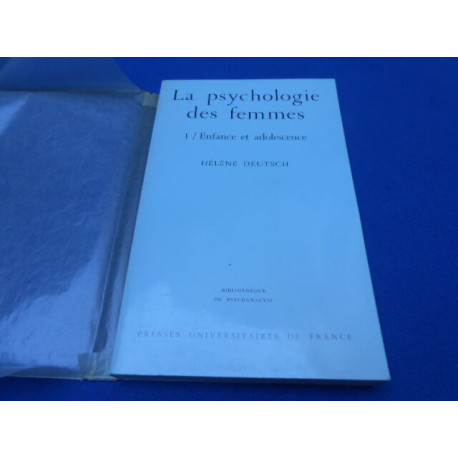 La psychologie
des femmes
1 / Enfance et adolescence
HÉLÈNE DEUTSCH
BIBLIOTHÈQUE
DE PSYCHANALYSE
PRESSES UNIVERSITAIRES DE FRANCE